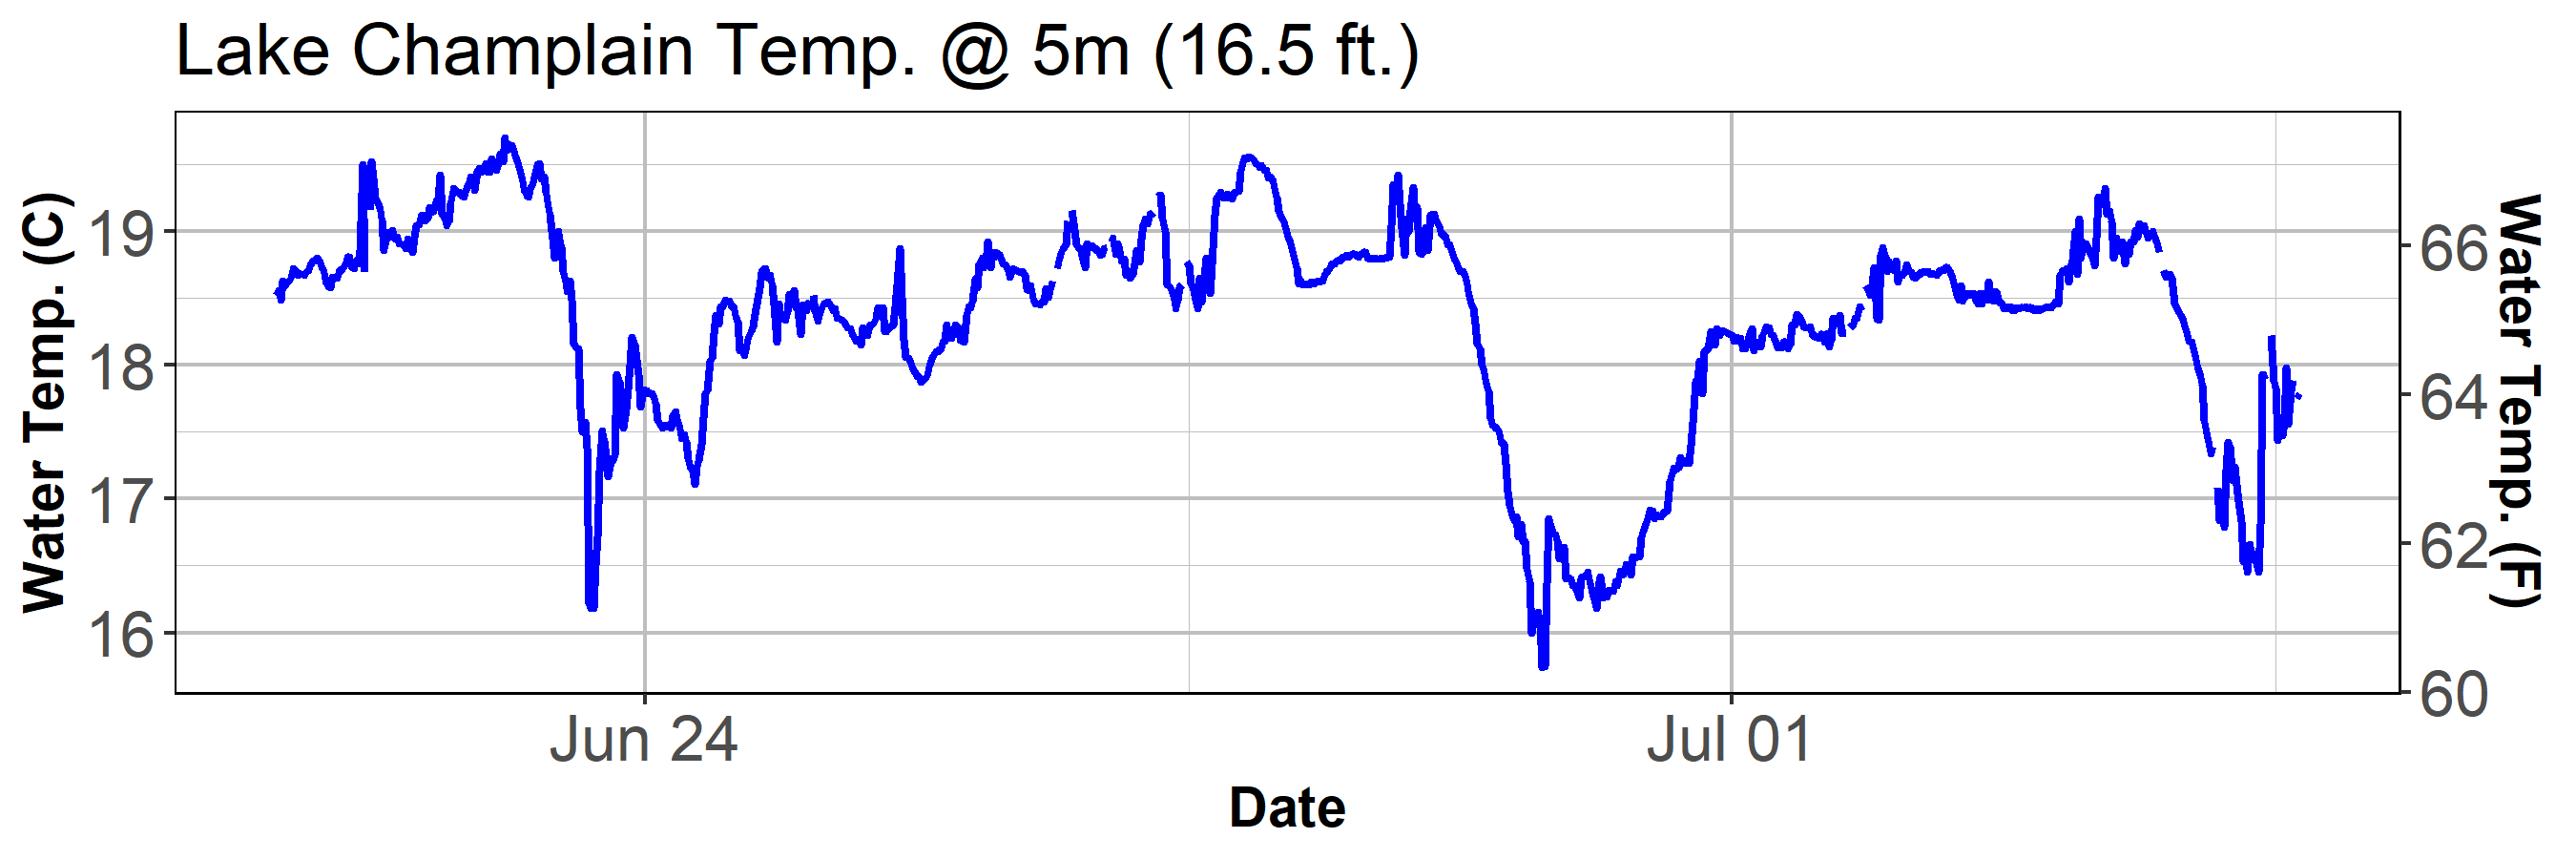 Lake Champlain Temp. @ 5m (16.5 ft.)
Water Temp. (C)
19
18
17
16
66
64
62
60
Water Temp. (F)
Jun 24
Jul 01
Date